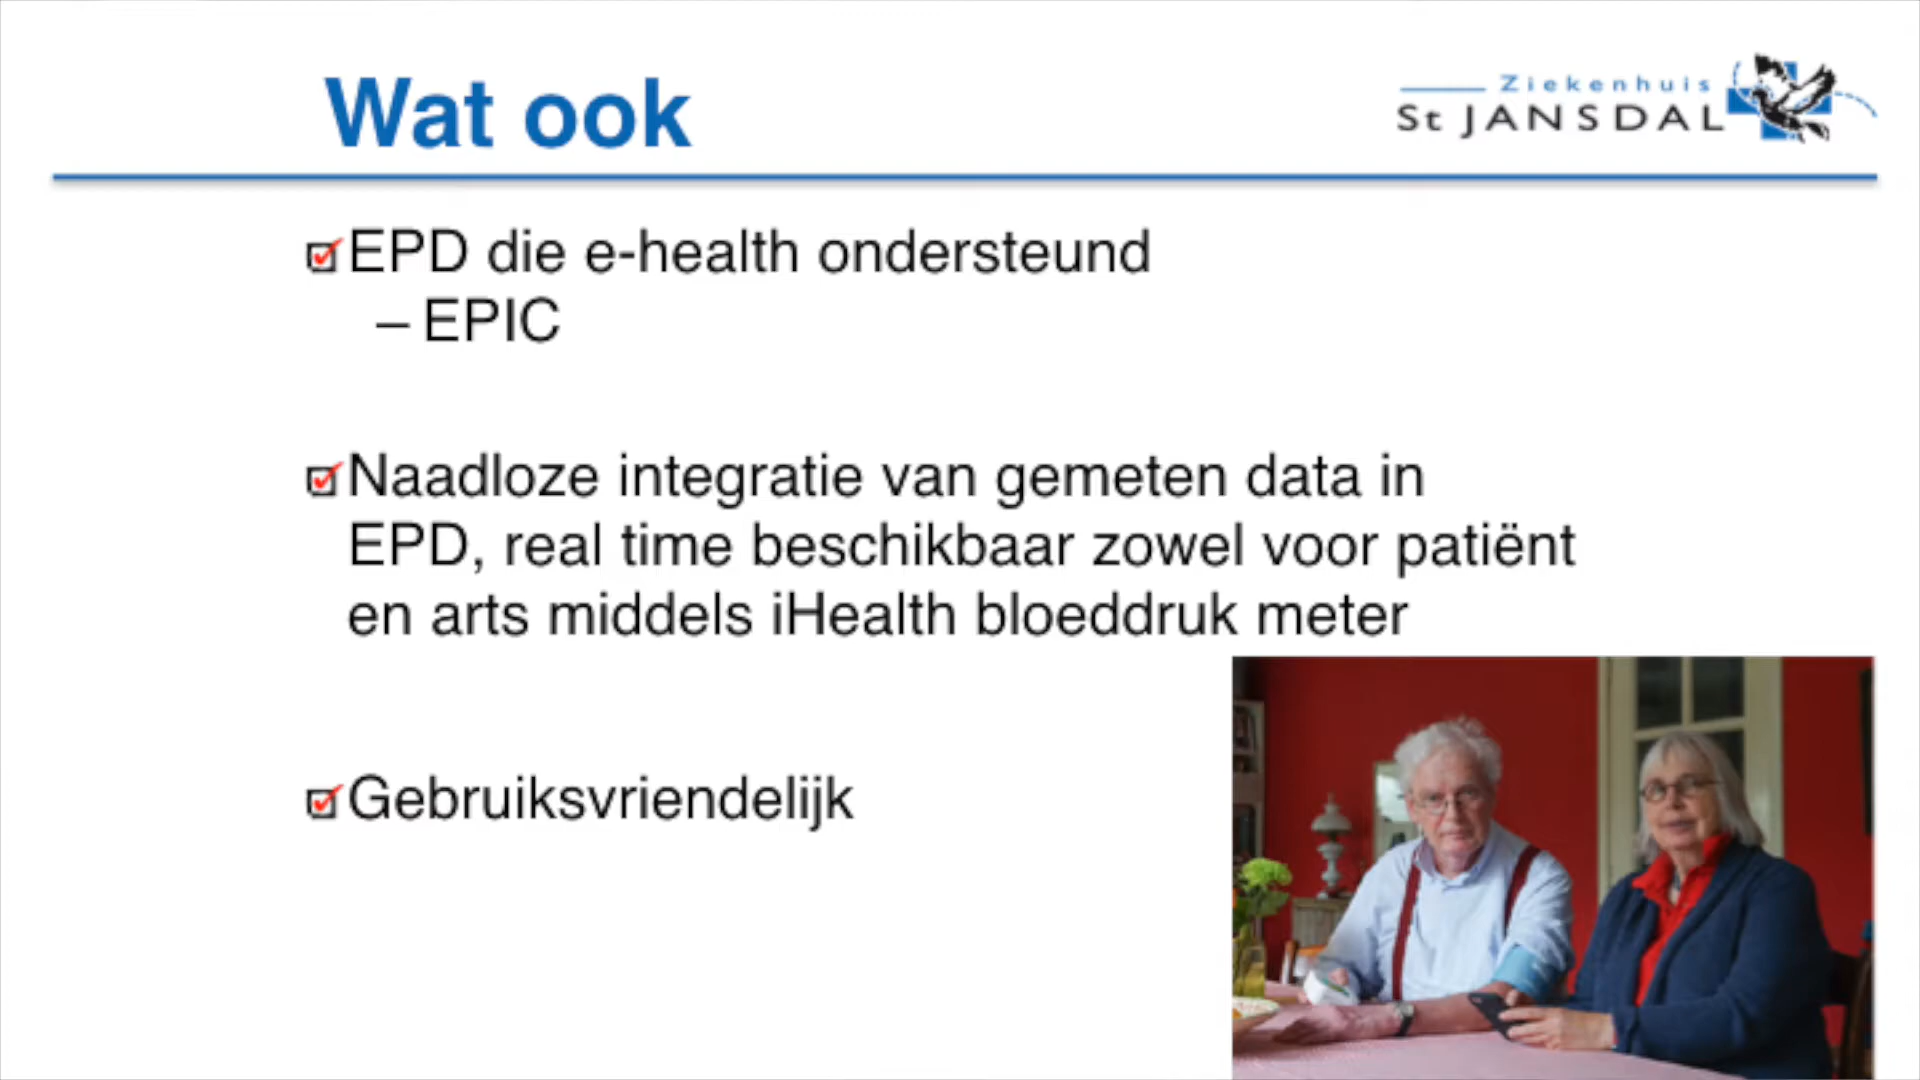 Wat ook
Ziekenhuis
St JANSDAL
EPD die e-health ondersteund
– EPIC
Naadloze integratie van gemeten data in
EPD, real time beschikbaar zowel voor patiënt
en arts middels iHealth bloeddruk meter
Gebruiksvriendelijk